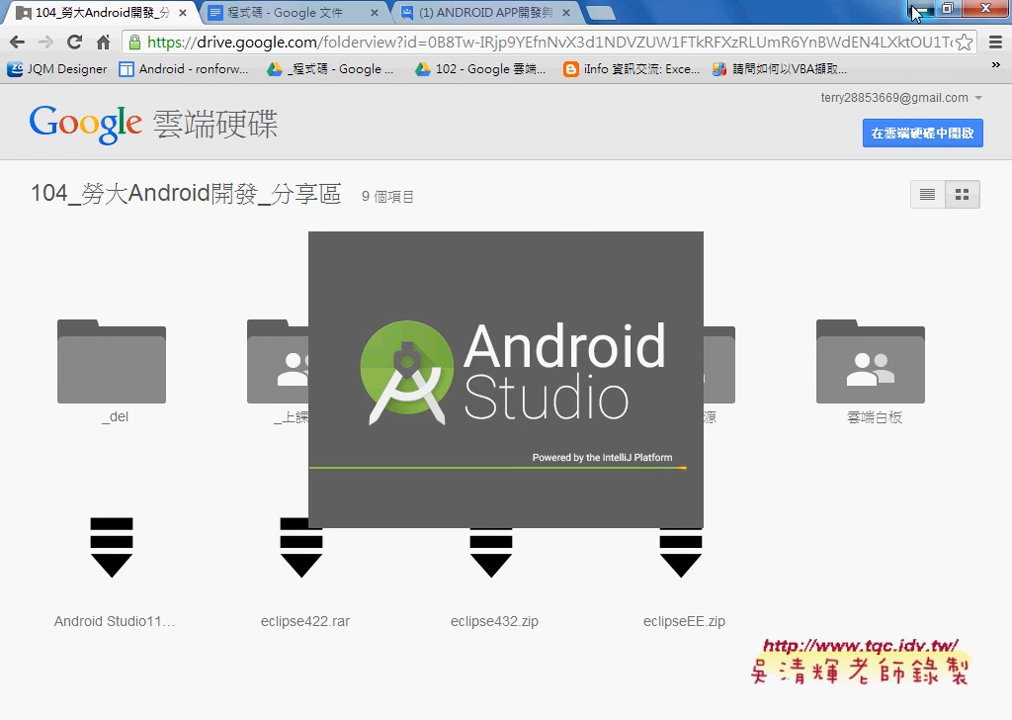 104_勞大Android開發_分
程式碼 - Google 文件
(1) ANDROID APP開發與
https://drive.google.com/folderview?id=0B8Tw-IRjp9YEfnNvX3d1NDVZUW1FTkRFXzRLUmR6YnBWdEN4LXktOU1T
JQM Designer
Android - ronforw...
_程式碼 - Google ...
102 - Google 雲端...
iInfo 資訊交流: Exce...
請問如何以VBA擷取...
»
terry28853669@gmail.com
Google 雲端硬碟
在雲端硬碟中開啟
104_勞大Android開發_分享區 9 個項目
Android
Studio
Powered by the IntelliJ Platform
_del
_上課
源
雲端白板
Android Studio11...
eclipse422.rar
eclipse432.zip
eclipseEE.zip
http://www.tqc.idv.tw/
吳清輝老師錄製